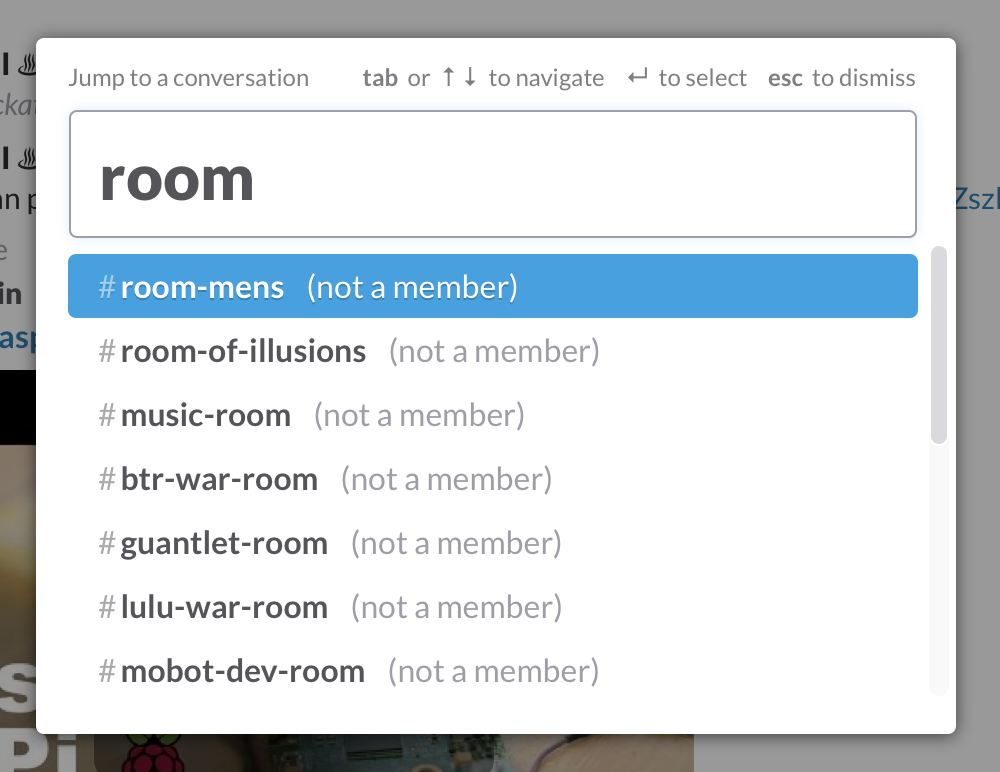 Jump to a conversation tab or ↑ ↓ to navigate ↵ to select esc to dismiss
room
# room-mens (not a member)
# room-of-illusions (not a member)
# music-room (not a member)
# btr-war-room (not a member)
# guantlet-room (not a member)
# lulu-war-room (not a member)
# mobot-dev-room (not a member)
Pi